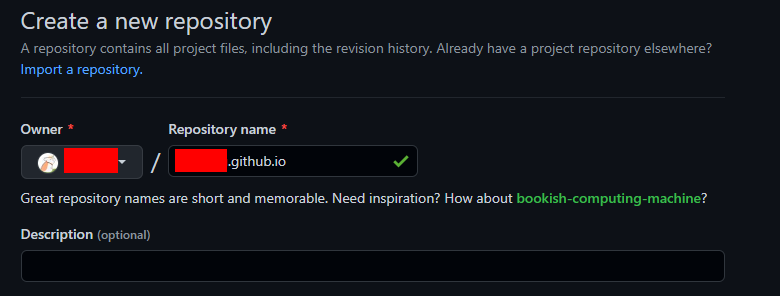 Create a new repository
A repository contains all project files, including the revision history. Already have a project repository elsewhere?
Import a repository.
Owner * Repository name *
/ .github.io
Great repository names are short and memorable. Need inspiration? How about bookish-computing-machine?
Description (optional)